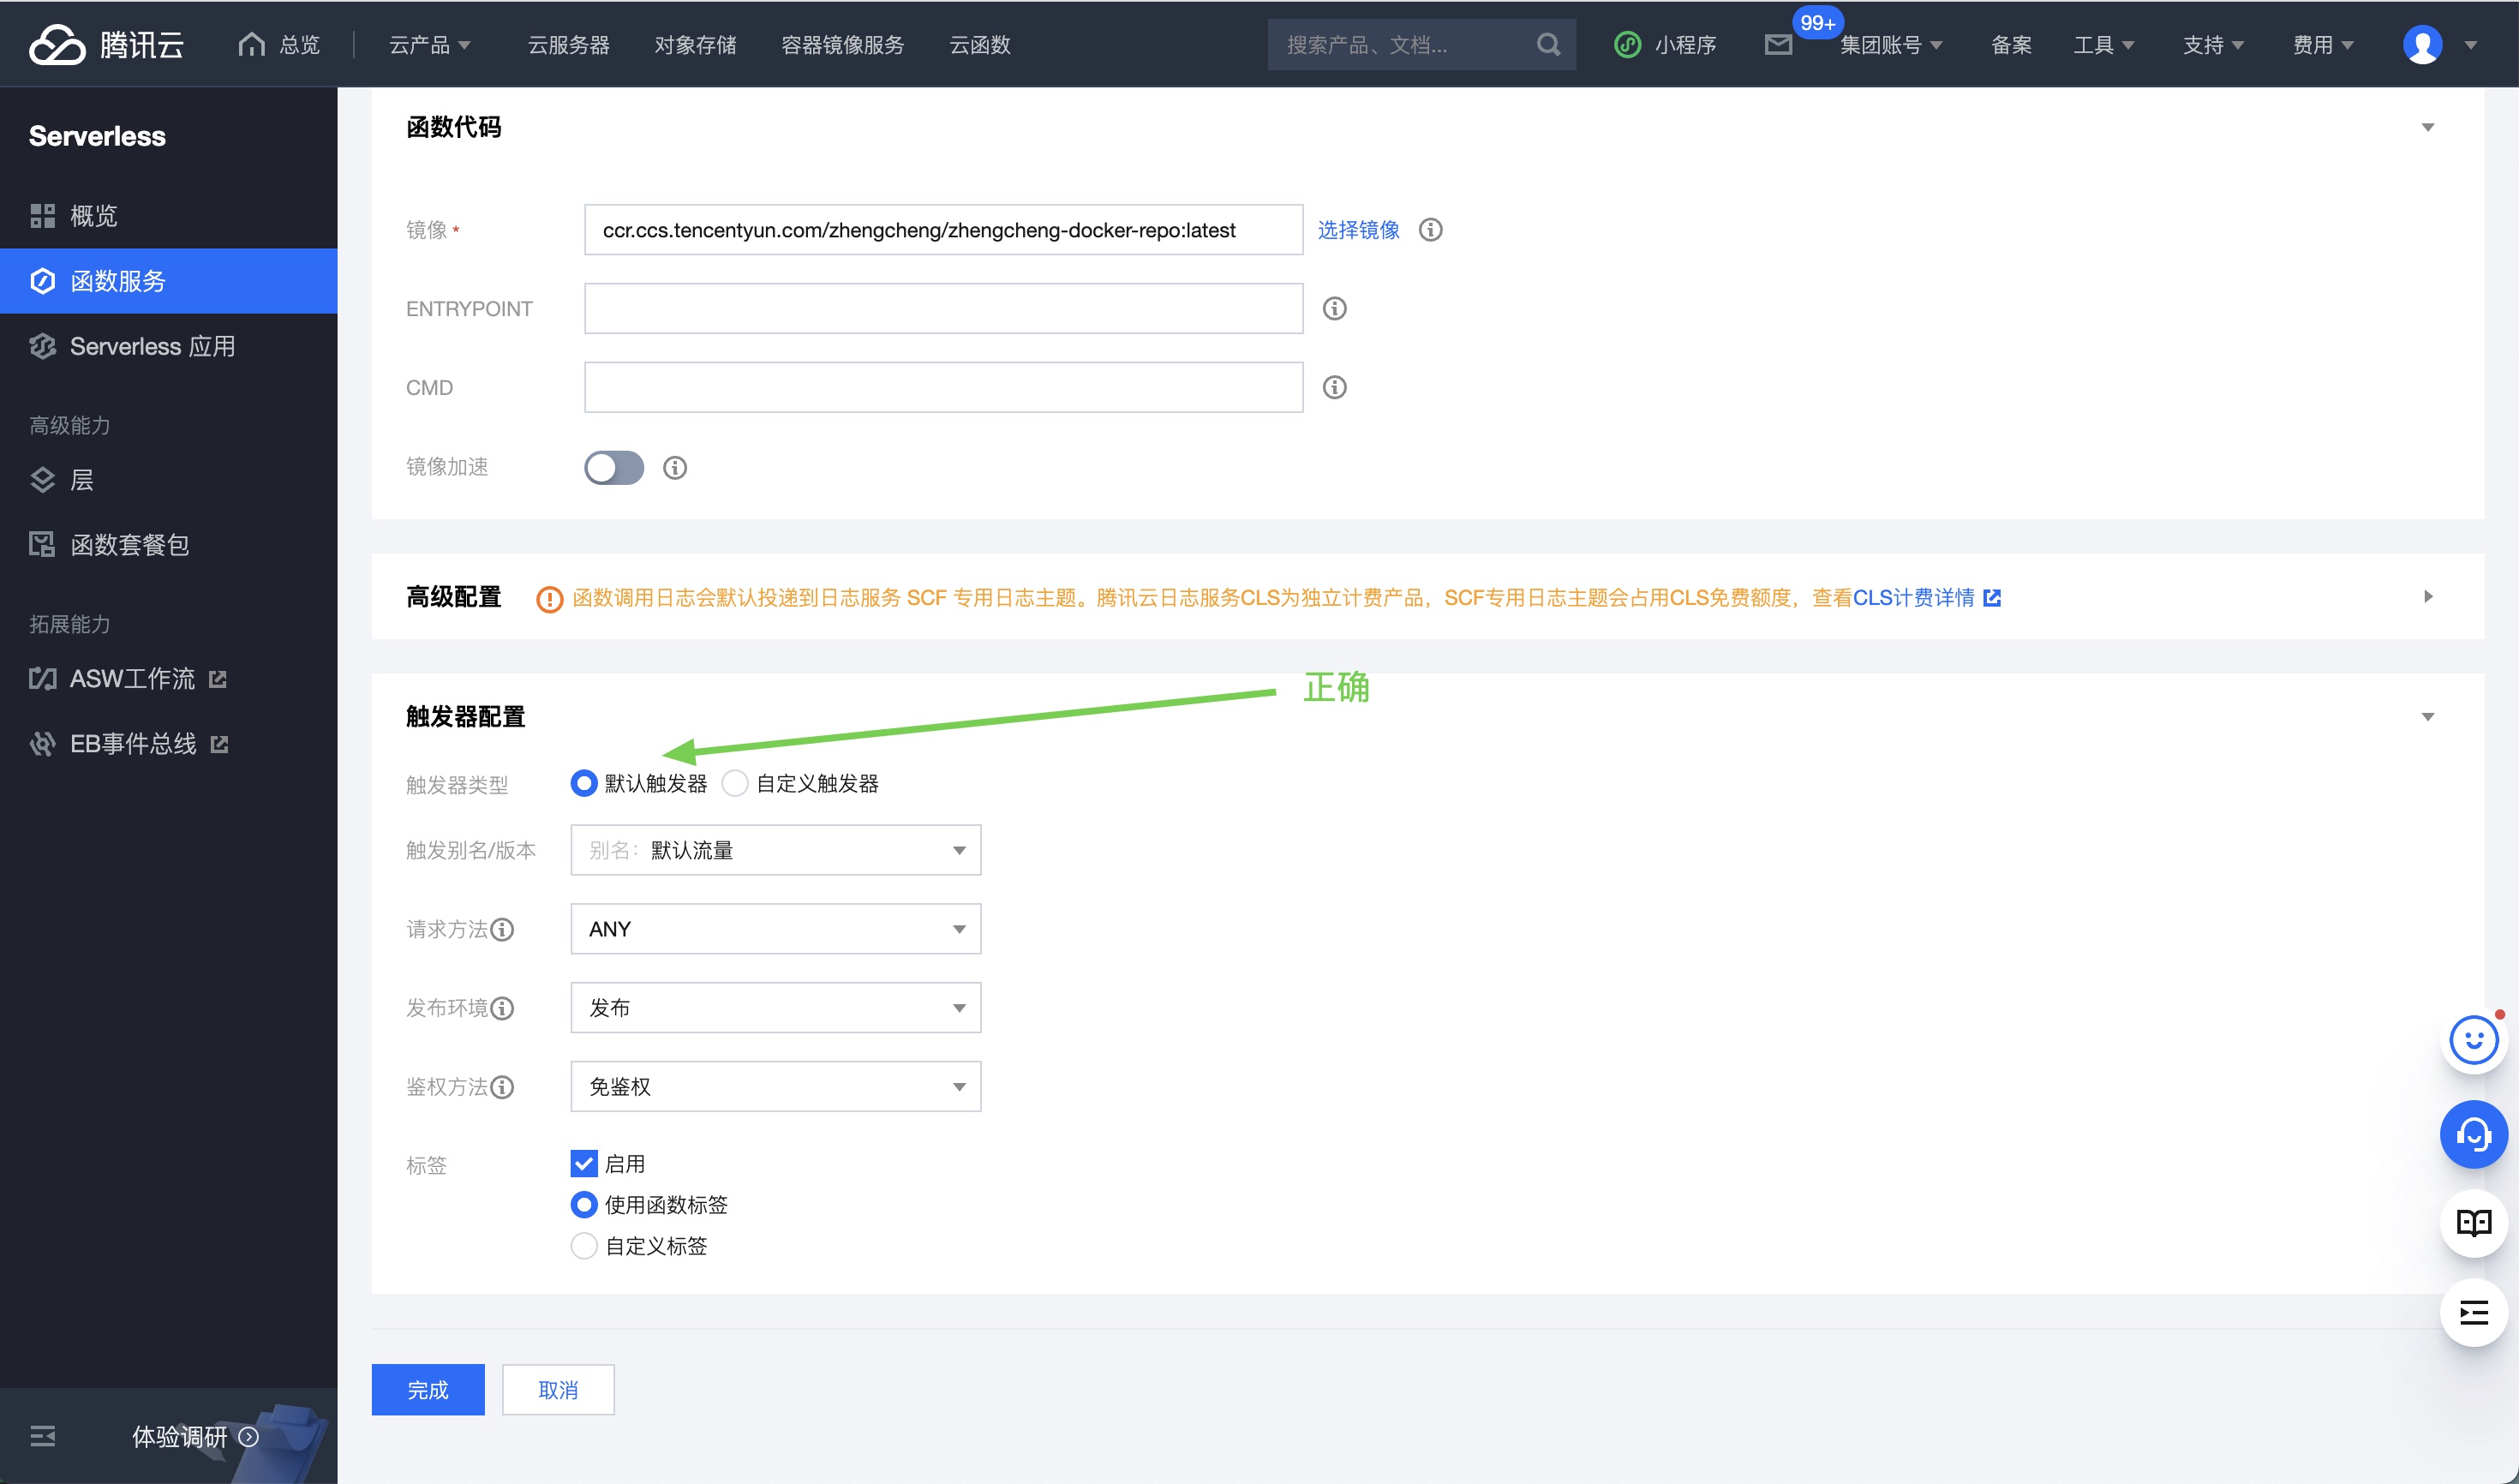 腾讯云 总览 云产品 云服务器 对象存储 容器镜像服务 云函数 搜索产品、文档... 小程序 99+ 集团账号 备案 工具 支持 费用
Serverless
概览
函数服务
Serverless 应用
高级能力
层
函数套餐包
拓展能力
ASW工作流
EB事件总线
体验调研
函数代码
镜像 * ccr.ccs.tencentyun.com/zhengcheng/zhengcheng-docker-repo:latest 选择镜像
ENTRYPOINT
CMD
镜像加速
高级配置 函数调用日志会默认投递到日志服务 SCF 专用日志主题。腾讯云日志服务CLS为独立计费产品，SCF专用日志主题会占用CLS免费额度，查看CLS计费详情
正确
触发器配置
触发器类型 默认触发器 自定义触发器
触发别名/版本 别名： 默认流量
请求方法 ANY
发布环境 发布
鉴权方法 免鉴权
标签 启用
使用函数标签
自定义标签
完成 取消